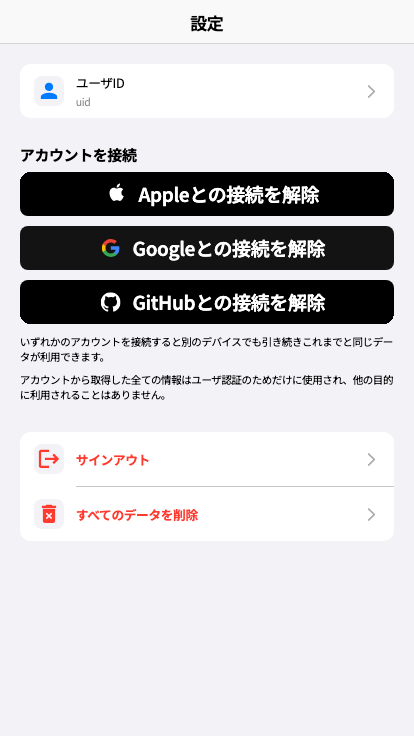 設定
ユーザID
uid
アカウントを接続
Appleとの接続を解除
Googleとの接続を解除
GitHubとの接続を解除
いずれかのアカウントを接続すると別のデバイスでも引き続きこれまでと同じデー
タが利用できます。
アカウントから取得した全ての情報はユーザ認証のためだけに使用され、他の目的
に利用されることはありません。
サインアウト
すべてのデータを削除